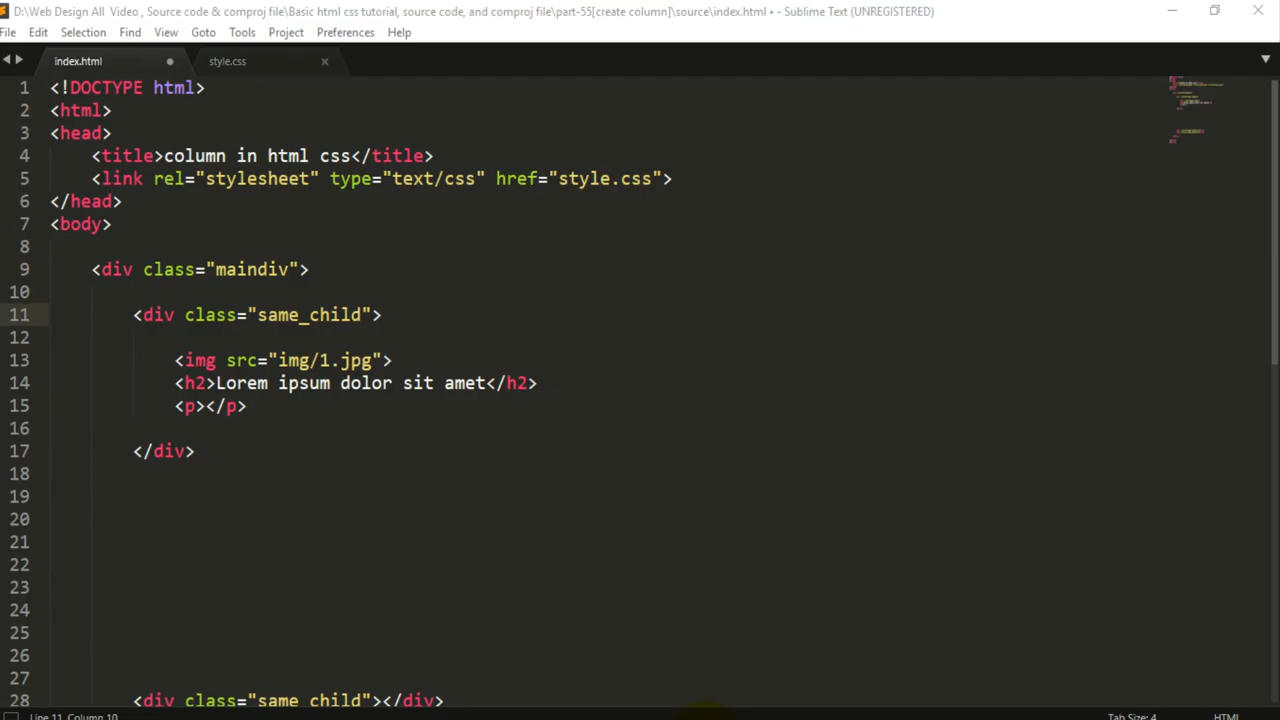 D:\Web Design All  Video , Source code & comproj file\Basic html css tutorial, source code, and comproj file\part-55[create column]\source\index.html • - Sublime Text (UNREGISTERED)
File Edit Selection Find View Goto Tools Project Preferences Help
index.html style.css
1 <!DOCTYPE html>
2 <html>
3 <head>
4 <title>column in html css</title>
5 <link rel="stylesheet" type="text/css" href="style.css">
6 </head>
7 <body>
8
9 <div class="maindiv">
10
11 <div class="same_child">
12
13 <img src="img/1.jpg">
14 <h2>Lorem ipsum dolor sit amet</h2>
15 <p></p>
16
17 </div>
18
19
20
21
22
23
24
25
26
27
28 <div class="same_child"></div>
Line 11, Column 10 Tab Size: 4 HTML